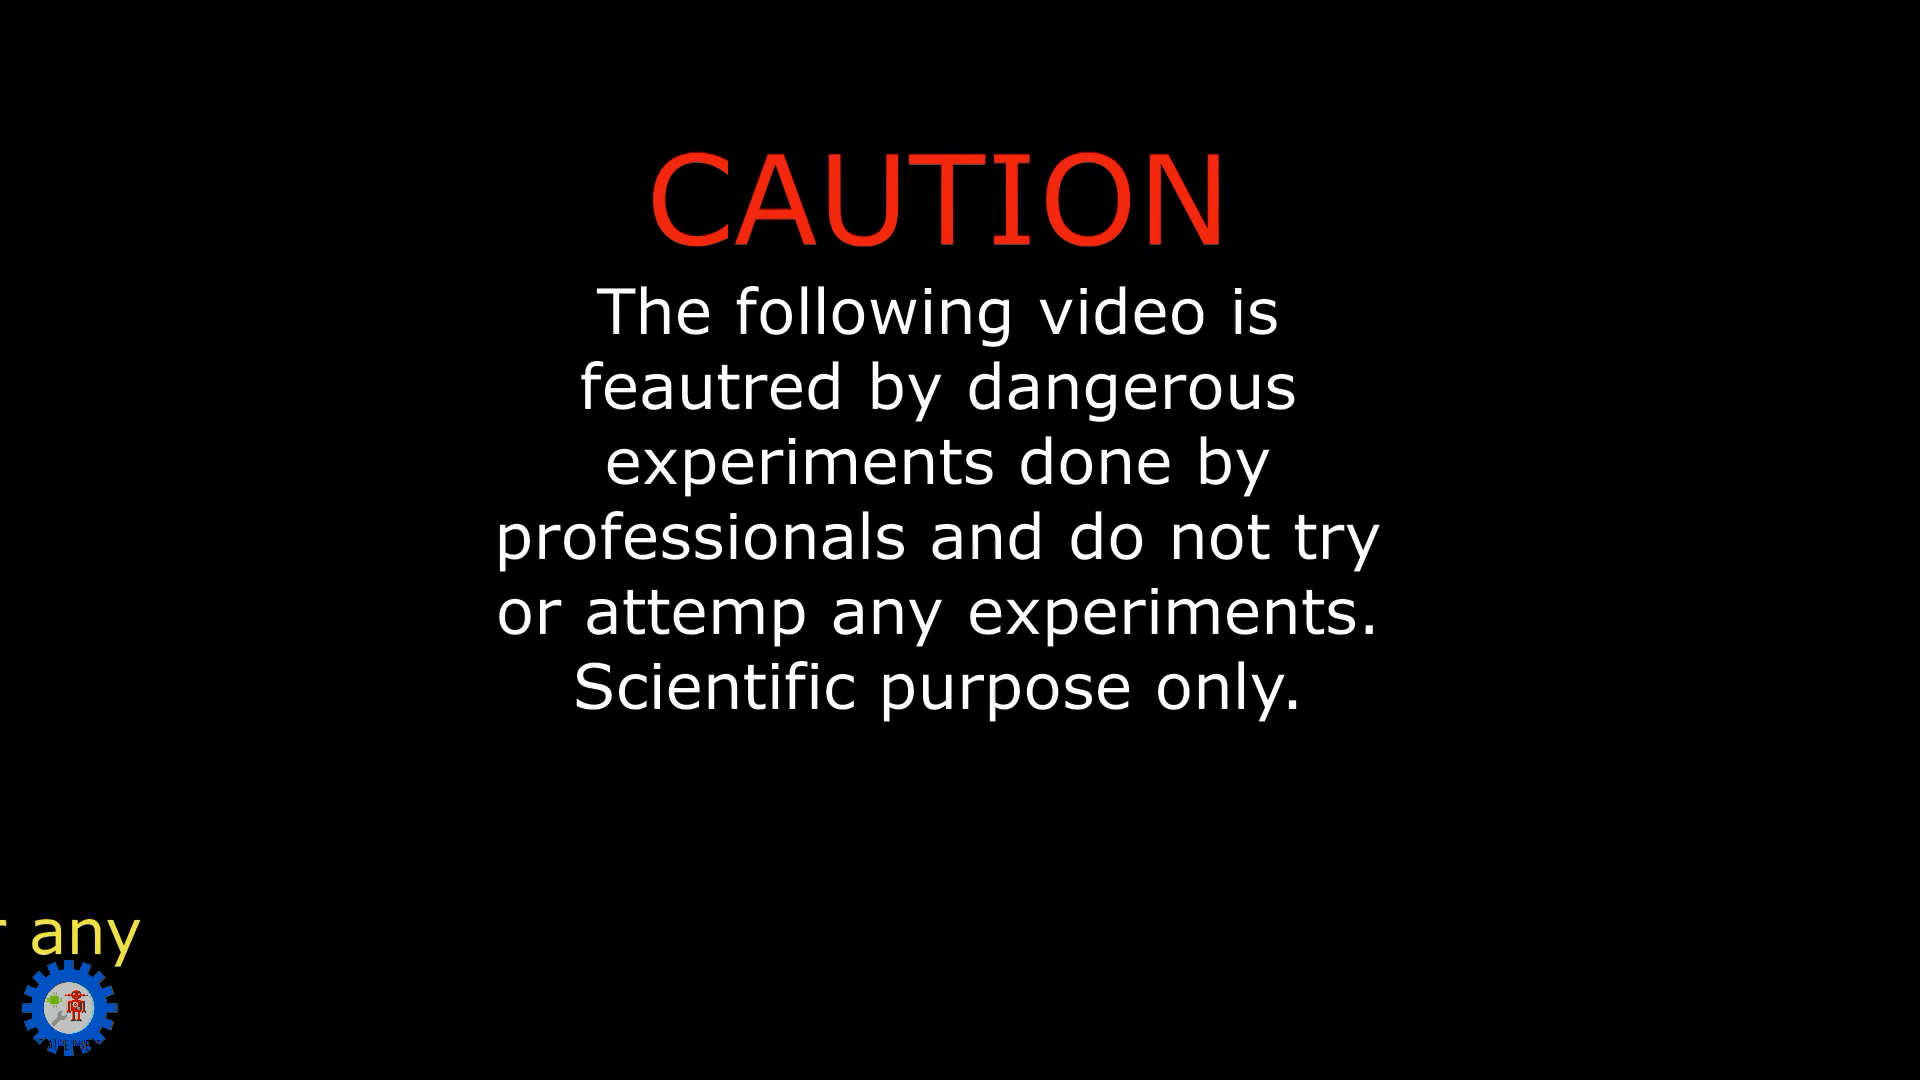 CAUTION
The following video is
feautred by dangerous
experiments done by
professionals and do not try
or attemp any experiments.
Scientific purpose only.
any